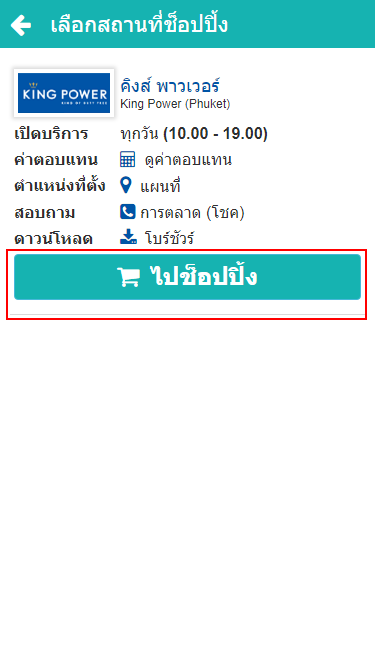 เลือกสถานที่ช็อปปิ้ง
KING POWER
KING OF DUTY FREE
คิงส์ พาวเวอร์
King Power (Phuket)
เปิดบริการ ทุกวัน (10.00 - 19.00)
ค่าตอบแทน ดูค่าตอบแทน
ตำแหน่งที่ตั้ง แผนที่
สอบถาม การตลาด (โชค)
ดาวน์โหลด โบร์ชัวร์
ไปช็อปปิ้ง